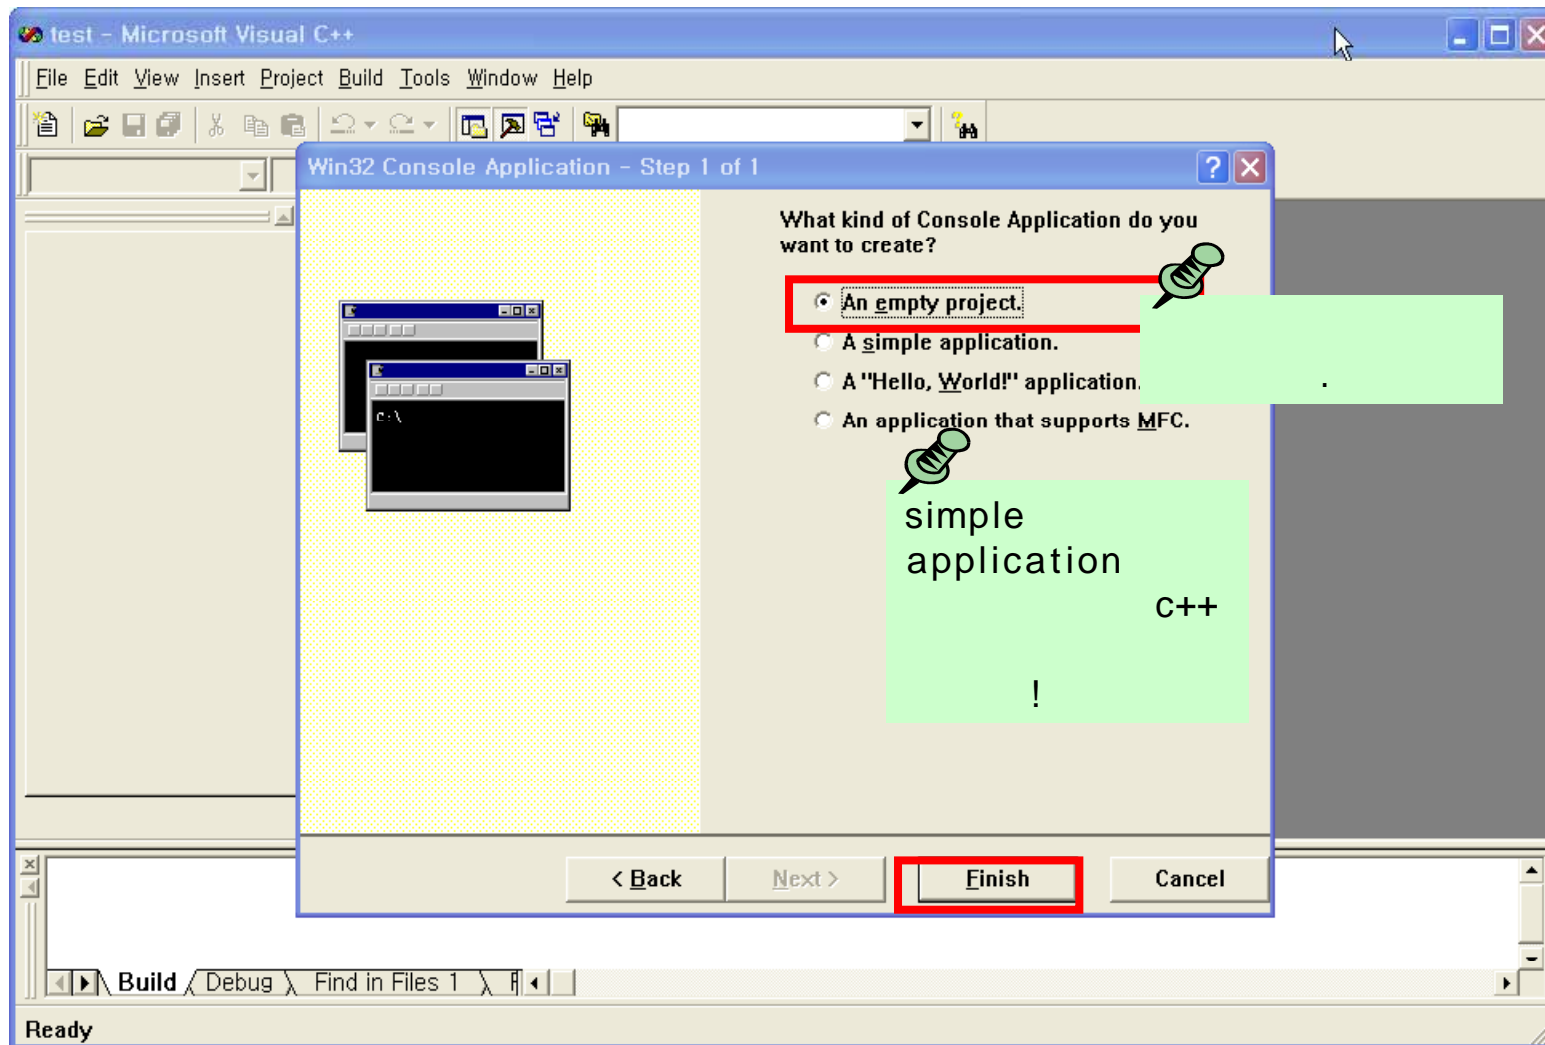 test - Microsoft Visual C++
File Edit View Insert Project Build Tools Window Help
Win32 Console Application - Step 1 of 1
What kind of Console Application do you
want to create?
An empty project.
A simple application.
A "Hello, World!" application.
An application that supports MFC.
.
c:\
simple
application
c++
!
< Back Next > Finish Cancel
Build Debug Find in Files 1
Ready